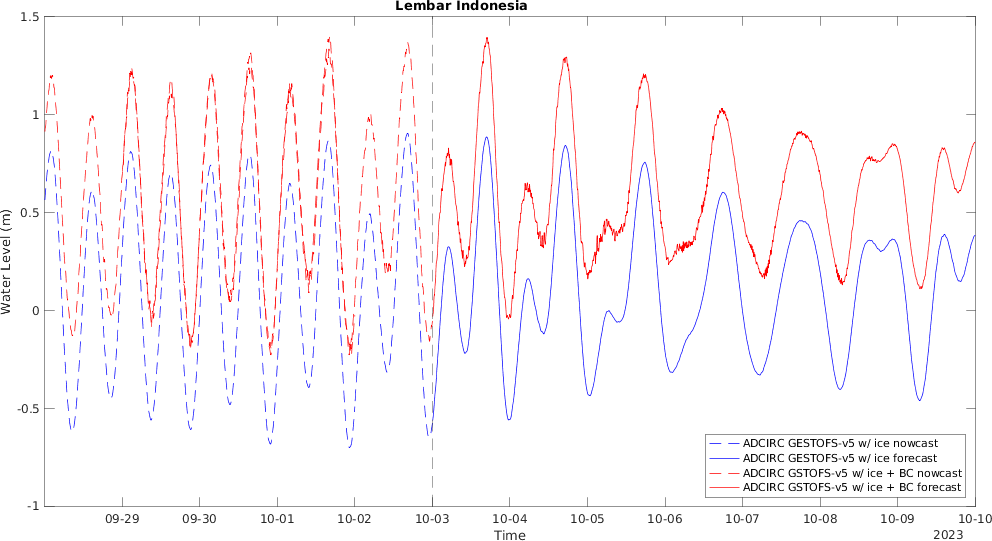 Lembar Indonesia
1.5
1
0.5
0
-0.5
-1
Water Level (m)
ADCIRC GESTOFS-v5 w/ ice nowcast
ADCIRC GESTOFS-v5 w/ ice forecast
ADCIRC GSTOFS-v5 w/ ice + BC nowcast
ADCIRC GSTOFS-v5 w/ ice + BC forecast
09-29 09-30 10-01 10-02 10-03 10-04 10-05 10-06 10-07 10-08 10-09 10-10
Time
2023